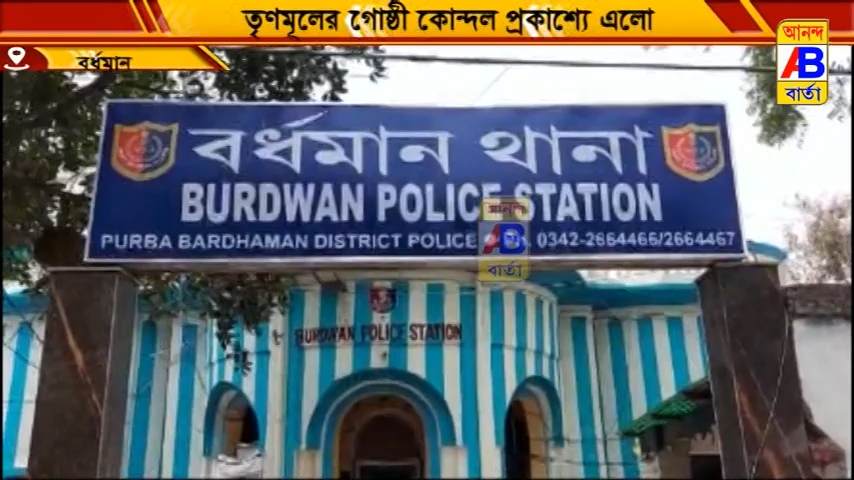 তৃণমূলের গোষ্ঠী কোন্দল প্রকাশ্যে এলো
আনন্দ
AB
বার্তা
বর্ধমান
বর্ধমান থানা
BURDWAN POLICE STATION
আনন্দ
AB
বার্তা
PURBA BARDHAMAN DISTRICT POLICE
0342-2664466/2664467
BURDWAN POLICE STATION